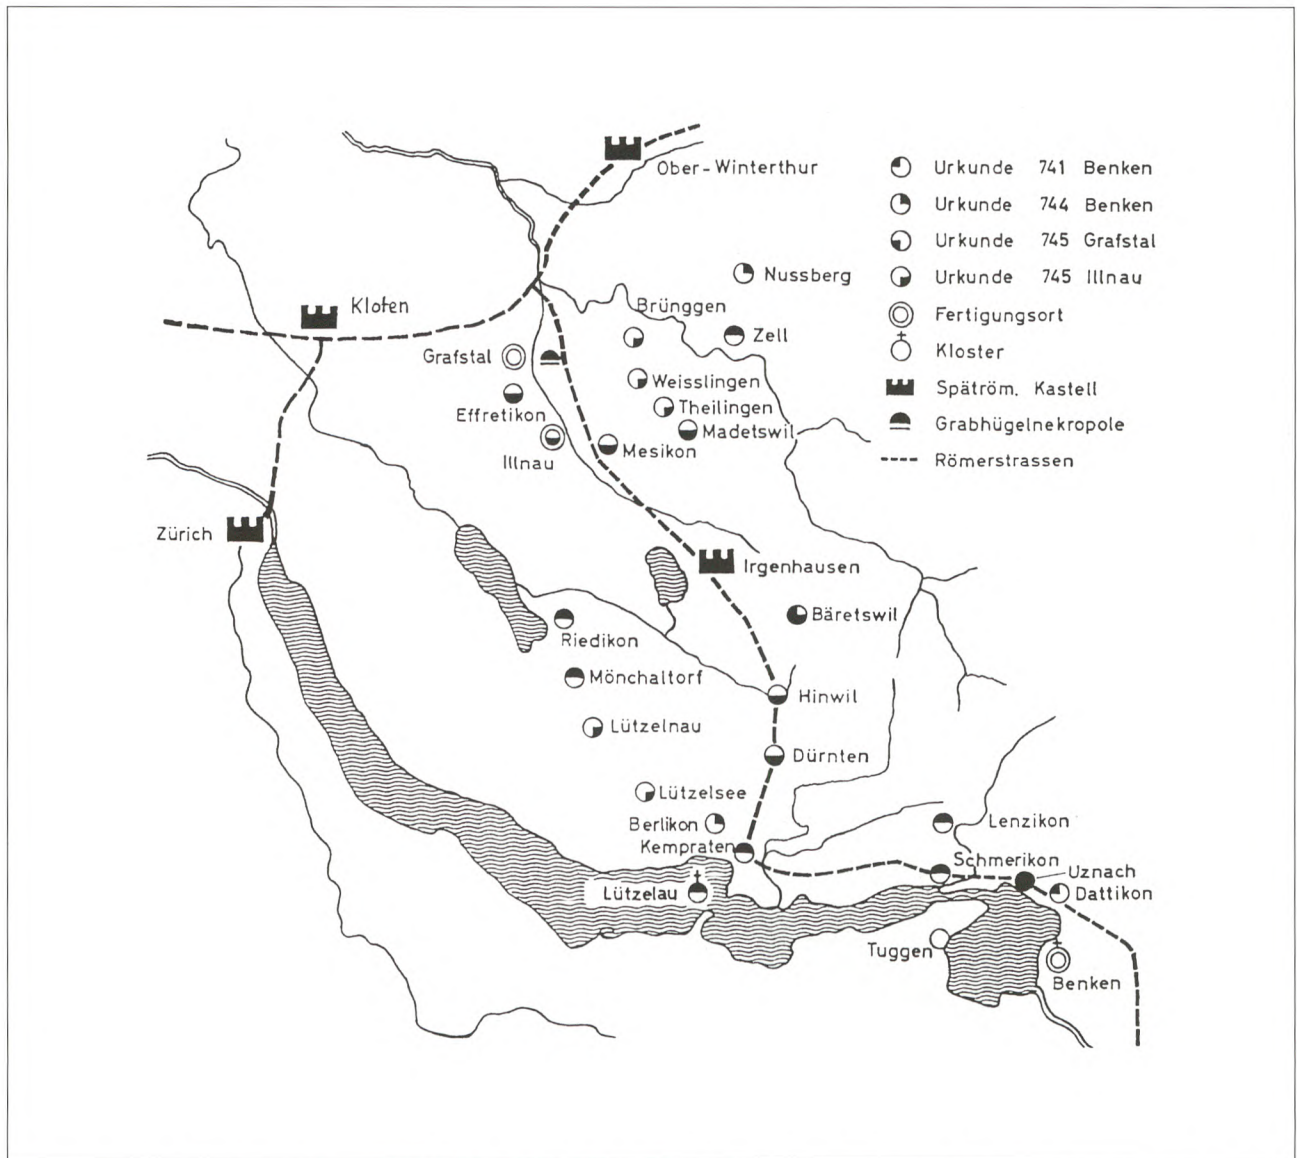 Ober-Winterthur
Urkunde 741 Benken
Urkunde 744 Benken
Urkunde 745 Grafstal
Urkunde 745 Illnau
Fertigungsort
Kloster
Spätröm. Kastell
Grabhügelnekropole
Römerstrassen
Nussberg
Kloten
Brünggen
Zell
Grafstal
Weisslingen
Effretikon
Theilingen
Madetswil
Illnau
Mesikon
Zürich
Irgenhausen
Bäretswil
Riedikon
Mönchaltorf
Hinwil
Lützelnau
Dürnten
Lützelsee
Berlikon
Lenzikon
Kempraten
Schmerikon
Uznach
Lützelau
Dattikon
Tuggen
Benken